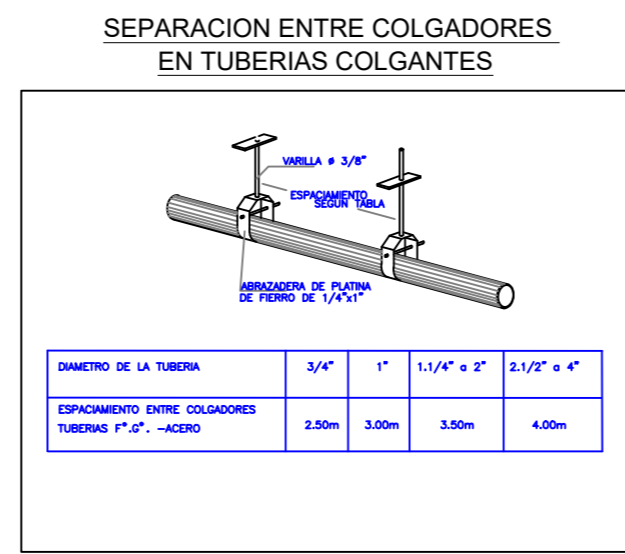 SEPARACION ENTRE COLGADORES
EN TUBERIAS COLGANTES
VARILLA ø 3/8"
ESPACIAMIENTO
SEGUN TABLA
ABRAZADERA DE PLATINA
DE FIERRO DE 1/4"x1"
DIAMETRO DE LA TUBERIA 3/4" 1" 1.1/4" a 2" 2.1/2" a 4"
ESPACIAMIENTO ENTRE COLGADORES
TUBERIAS F°.G°. -ACERO 2.50m 3.00m 3.50m 4.00m